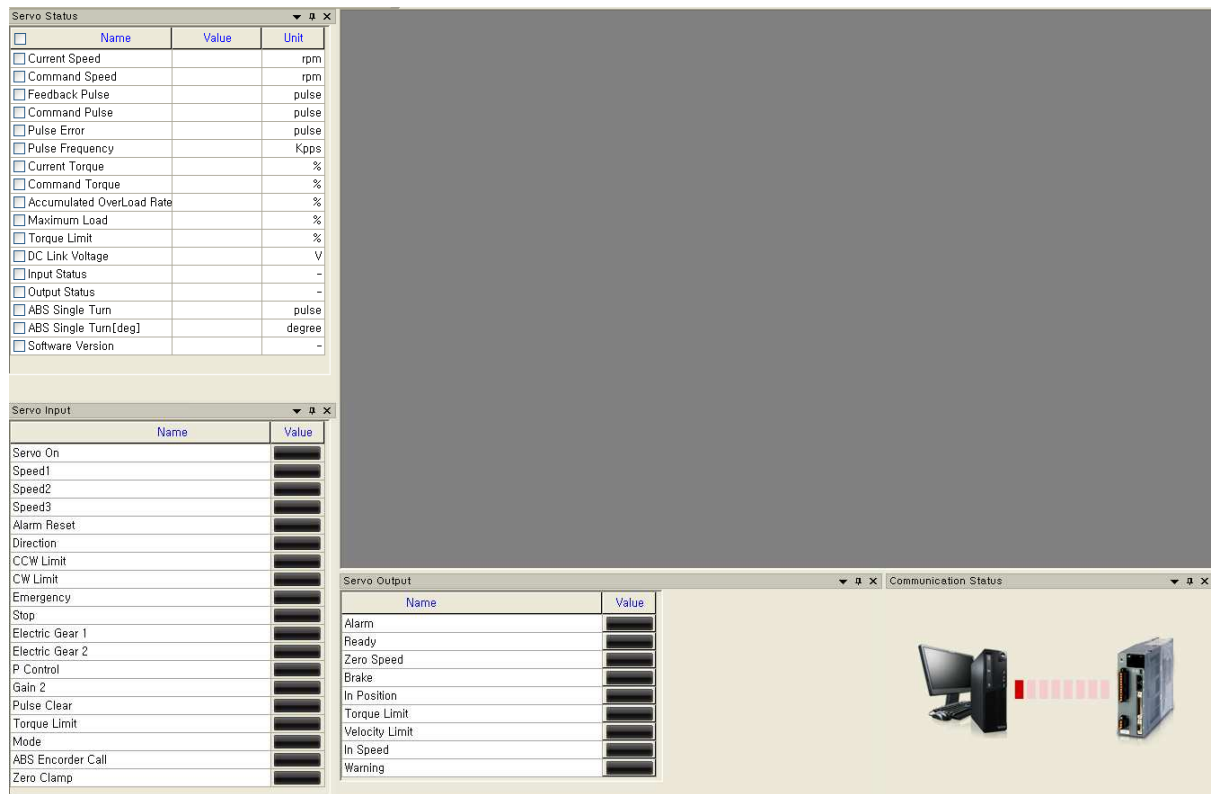 Servo Status
Name Value Unit
Current Speed rpm
Command Speed rpm
Feedback Pulse pulse
Command Pulse pulse
Pulse Error pulse
Pulse Frequency Kpps
Current Torque %
Command Torque %
Accumulated OverLoad Rate %
Maximum Load %
Torque Limit %
DC Link Voltage V
Input Status -
Output Status -
ABS Single Turn pulse
ABS Single Turn[deg] degree
Software Version -
Servo Input
Name Value
Servo On
Speed1
Speed2
Speed3
Alarm Reset
Direction
CCW Limit
CW Limit
Emergency
Stop
Electric Gear 1
Electric Gear 2
P Control
Gain 2
Pulse Clear
Torque Limit
Mode
ABS Encorder Call
Zero Clamp
Servo Output
Name Value
Alarm
Ready
Zero Speed
Brake
In Position
Torque Limit
Velocity Limit
In Speed
Warning
Communication Status